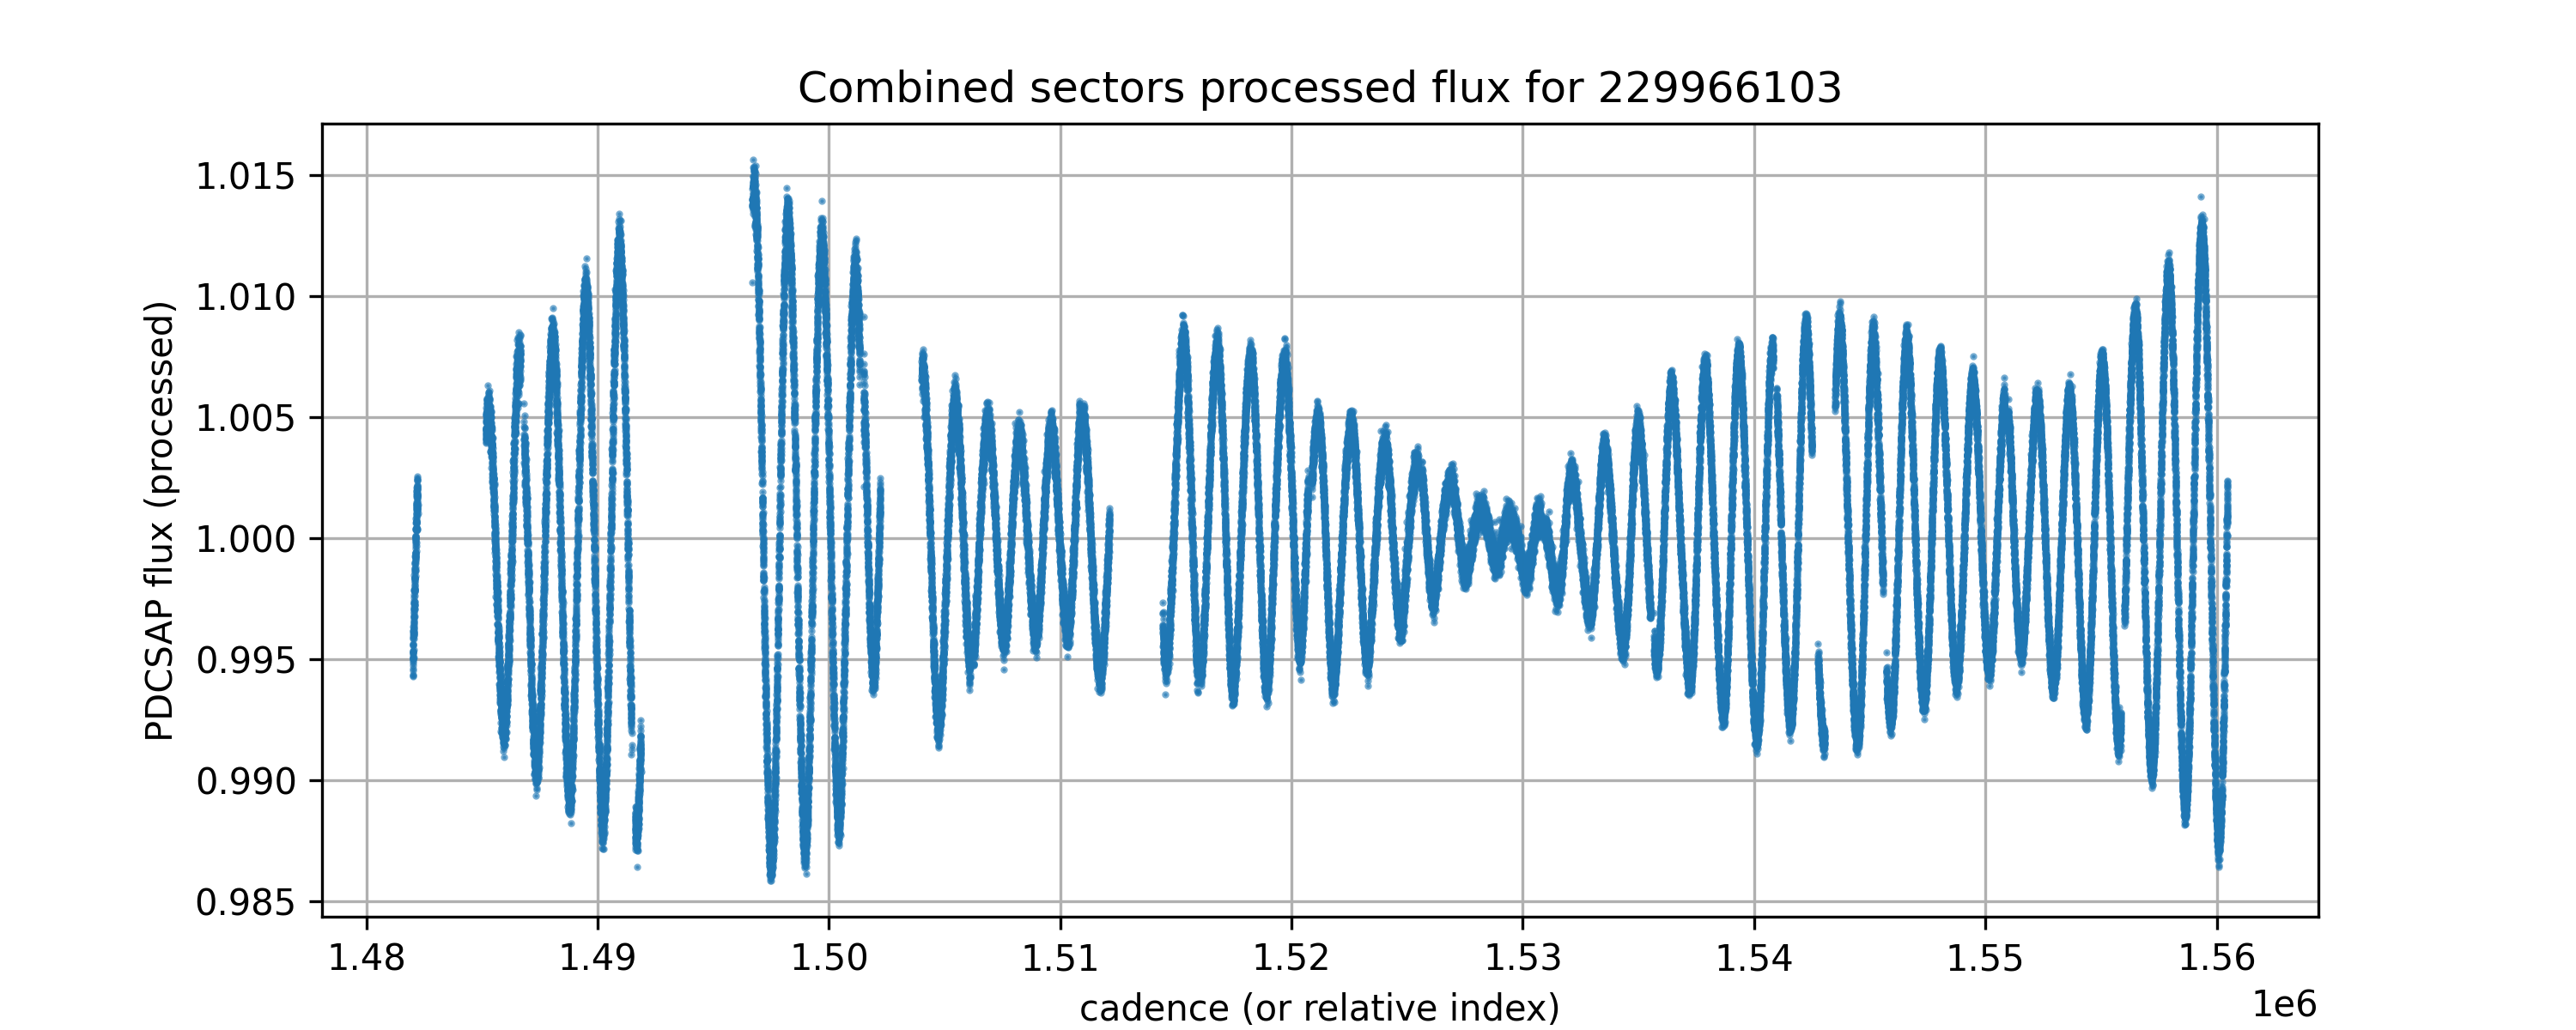 Combined sectors processed flux for 229966103
PDCSAP flux (processed)
1.015
1.010
1.005
1.000
0.995
0.990
0.985
1.48 1.49 1.50 1.51 1.52 1.53 1.54 1.55 1.56
1e6
cadence (or relative index)